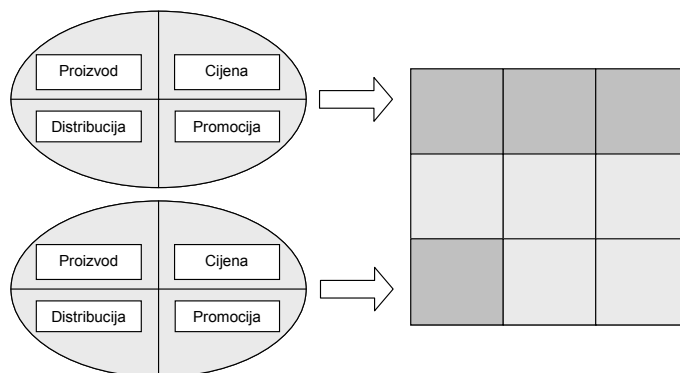 Proizvod
Cijena
Distribucija
Promocija
Proizvod
Cijena
Distribucija
Promocija